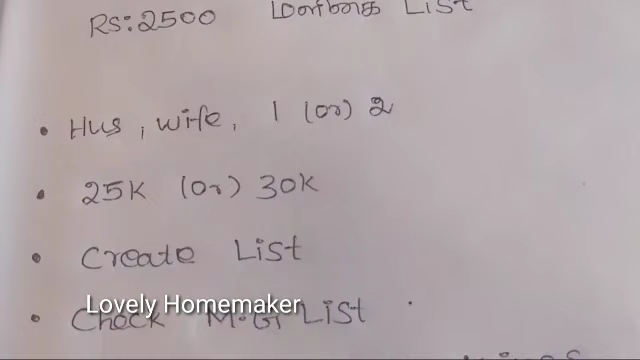 RS:2500 மளிகை List
• Hus, wife, 1 (or) 2
• 25K (or) 30K
• Create List
Lovely Homemaker
• Check M.G List